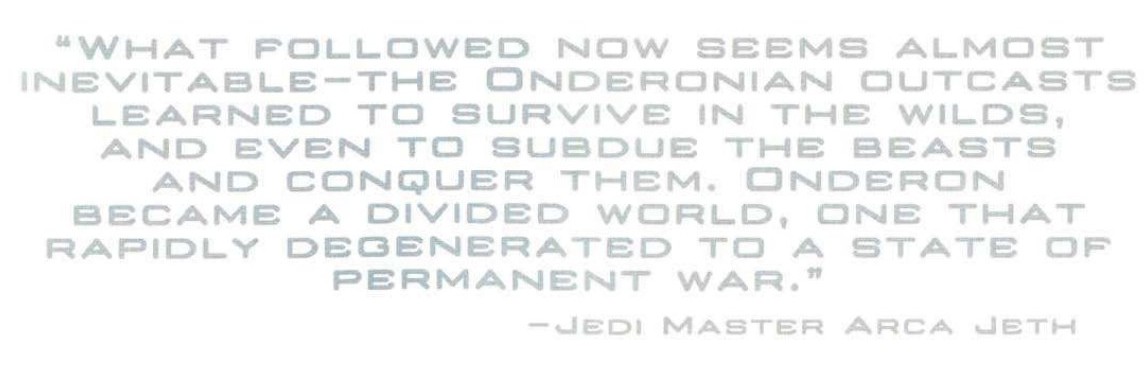 “WHAT FOLLOWED NOW SEEMS ALMOST
INEVITABLE—THE ONDERONIAN OUTCASTS
LEARNED TO SURVIVE IN THE WILDS,
AND EVEN TO SUBDUE THE BEASTS
AND CONQUER THEM. ONDERON
BECAME A DIVIDED WORLD, ONE THAT
RAPIDLY DEGENERATED TO A STATE OF
PERMANENT WAR.”
—JEDI MASTER ARCA JETH